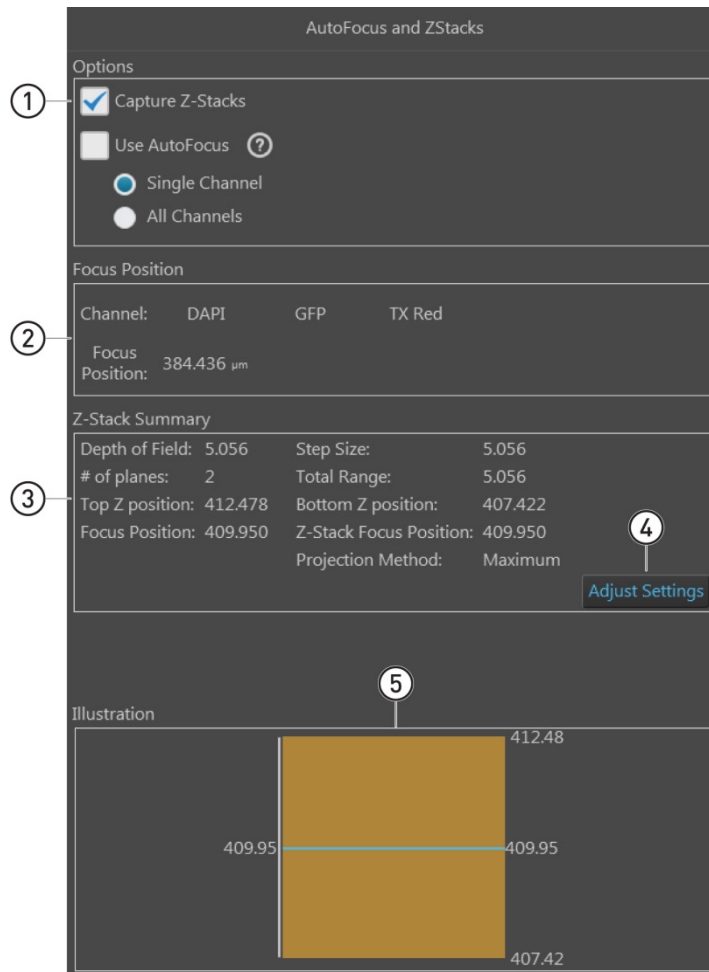 AutoFocus and ZStacks
Options
1
Capture Z-Stacks
Use AutoFocus ?
Single Channel
All Channels
Focus Position
2
Channel: DAPI GFP TX Red
Focus
Position: 384.436 µm
Z-Stack Summary
3
Depth of Field: 5.056 Step Size: 5.056
# of planes: 2 Total Range: 5.056
Top Z position: 412.478 Bottom Z position: 407.422
Focus Position: 409.950 Z-Stack Focus Position: 409.950
4
Projection Method: Maximum
Adjust Settings
5
Illustration
412.48
409.95 409.95
407.42